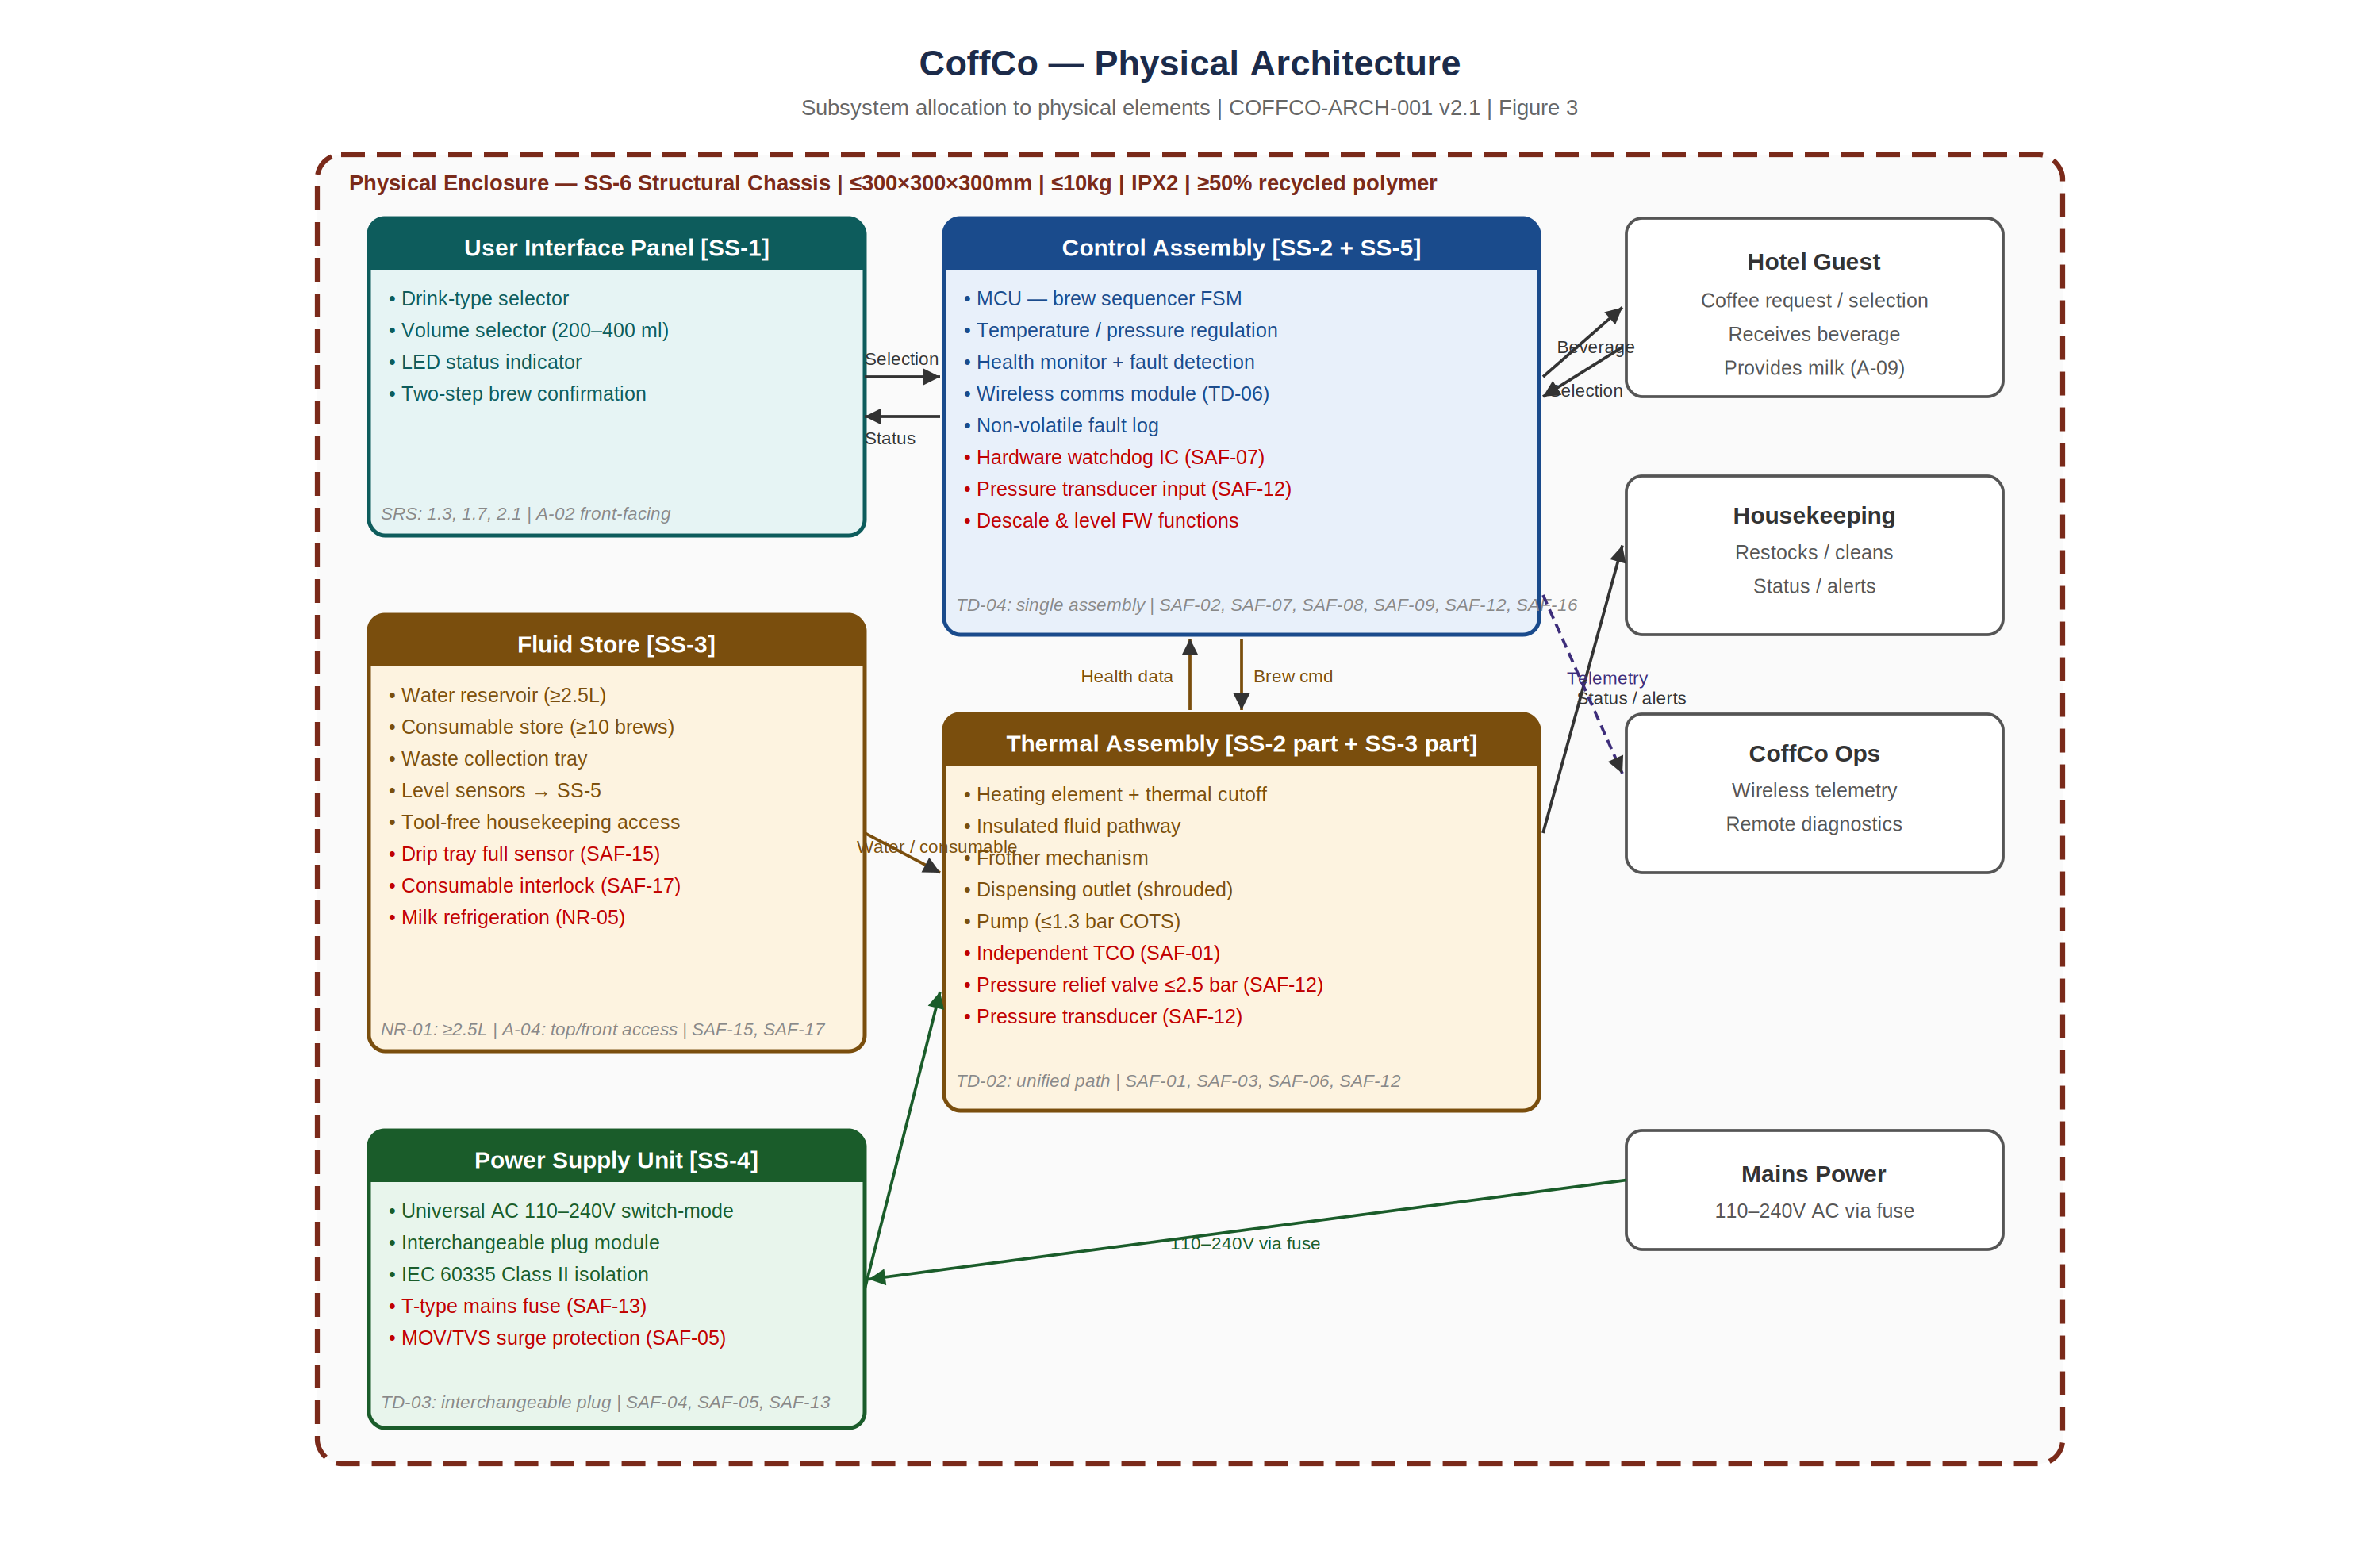 CoffCo — Physical Architecture
Subsystem allocation to physical elements | COFFCO-ARCH-001 v2.1 | Figure 3
Physical Enclosure — SS-6 Structural Chassis | ≤300×300×300mm | ≤10kg | IPX2 | ≥50% recycled polymer
User Interface Panel [SS-1]
• Drink-type selector
• Volume selector (200–400 ml)
• LED status indicator
• Two-step brew confirmation
SRS: 1.3, 1.7, 2.1 | A-02 front-facing
Selection
Status
Control Assembly [SS-2 + SS-5]
• MCU — brew sequencer FSM
• Temperature / pressure regulation
• Health monitor + fault detection
• Wireless comms module (TD-06)
• Non-volatile fault log
• Hardware watchdog IC (SAF-07)
• Pressure transducer input (SAF-12)
• Descale & level FW functions
TD-04: single assembly | SAF-02, SAF-07, SAF-08, SAF-09, SAF-12, SAF-16
Beverage
Selection
Hotel Guest
Coffee request / selection
Receives beverage
Provides milk (A-09)
Housekeeping
Restocks / cleans
Status / alerts
Telemetry
Status / alerts
CoffCo Ops
Wireless telemetry
Remote diagnostics
Fluid Store [SS-3]
• Water reservoir (≥2.5L)
• Consumable store (≥10 brews)
• Waste collection tray
• Level sensors → SS-5
• Tool-free housekeeping access
• Drip tray full sensor (SAF-15)
• Consumable interlock (SAF-17)
• Milk refrigeration (NR-05)
NR-01: ≥2.5L | A-04: top/front access | SAF-15, SAF-17
Water / consumable
Health data
Brew cmd
Thermal Assembly [SS-2 part + SS-3 part]
• Heating element + thermal cutoff
• Insulated fluid pathway
• Frother mechanism
• Dispensing outlet (shrouded)
• Pump (≤1.3 bar COTS)
• Independent TCO (SAF-01)
• Pressure relief valve ≤2.5 bar (SAF-12)
• Pressure transducer (SAF-12)
TD-02: unified path | SAF-01, SAF-03, SAF-06, SAF-12
Power Supply Unit [SS-4]
• Universal AC 110–240V switch-mode
• Interchangeable plug module
• IEC 60335 Class II isolation
• T-type mains fuse (SAF-13)
• MOV/TVS surge protection (SAF-05)
TD-03: interchangeable plug | SAF-04, SAF-05, SAF-13
110–240V via fuse
Mains Power
110–240V AC via fuse